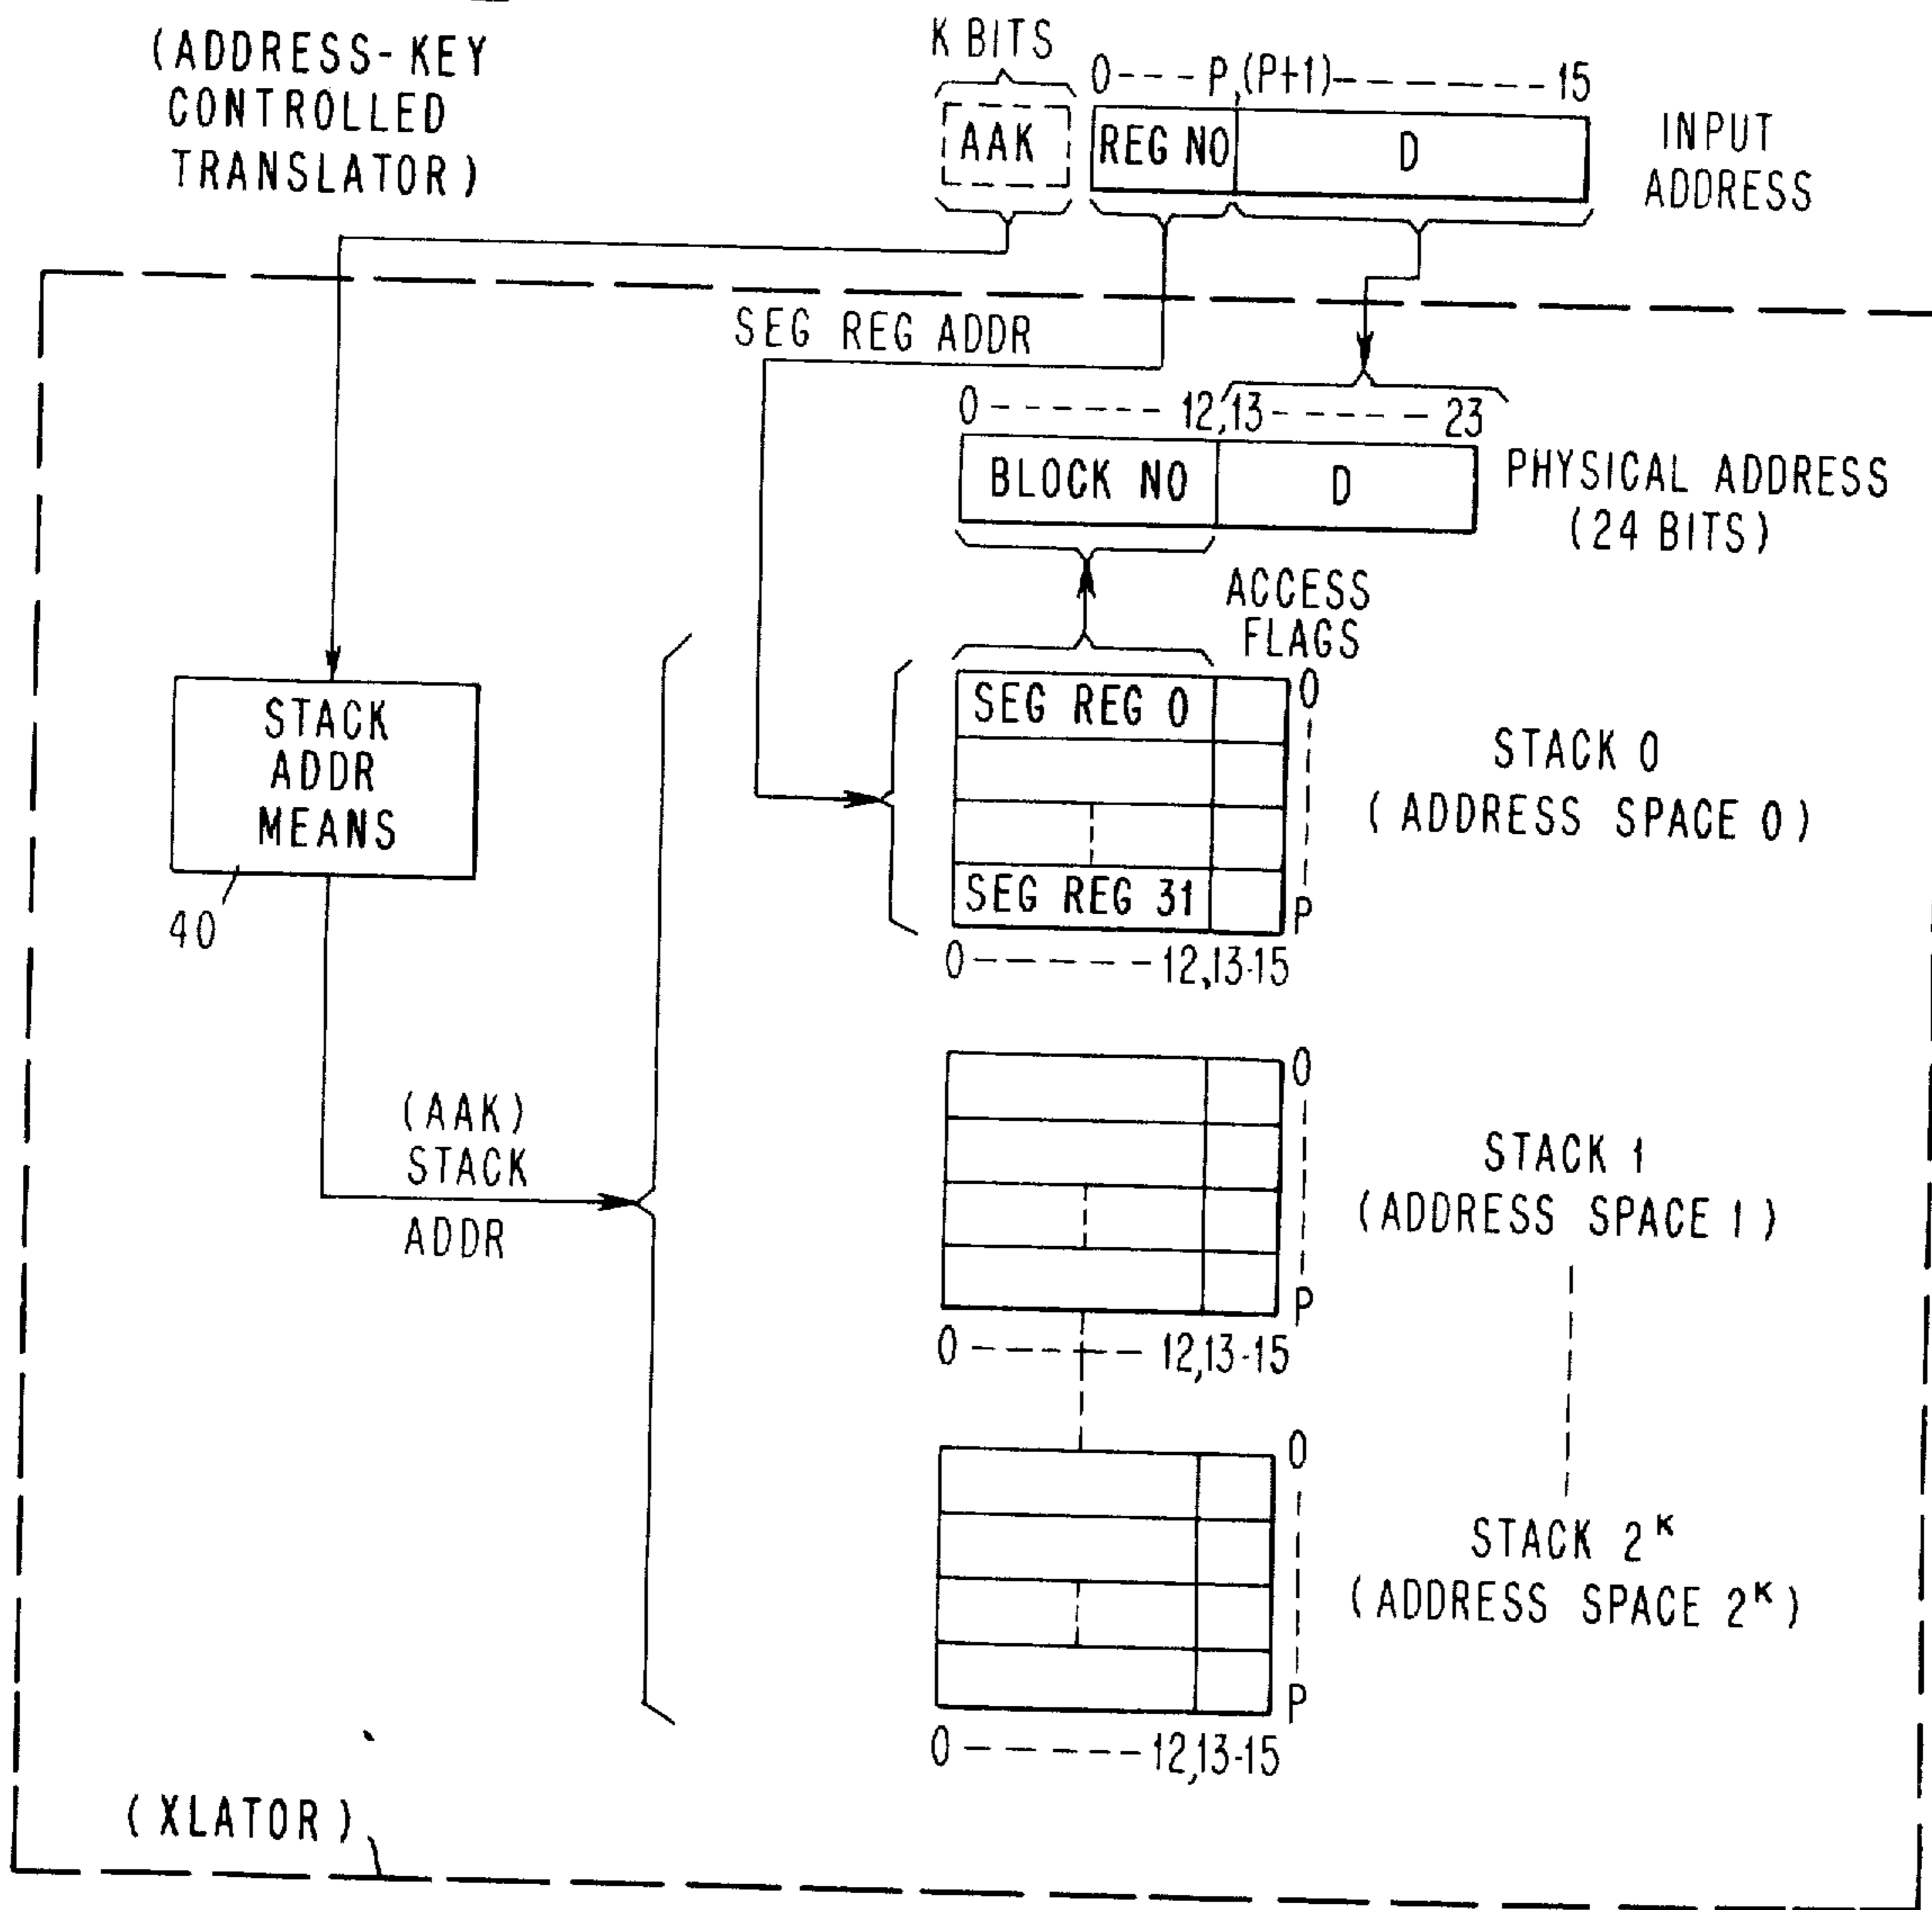 (ADDRESS-KEY
CONTROLLED
TRANSLATOR)
K BITS
0----P,(P+1)--------15
AAK
REG NO
D
INPUT
ADDRESS
SEG REG ADDR
0-------12,13------23
BLOCK NO
D
PHYSICAL ADDRESS
(24 BITS)
ACCESS
FLAGS
STACK
ADDR
MEANS
40
SEG REG 0
SEG REG 31
0
P
0------12,13-15
STACK 0
(ADDRESS SPACE 0)
(AAK)
STACK
ADDR
0
P
0------12,13-15
STACK 1
(ADDRESS SPACE 1)
0
P
0------12,13-15
STACK 2ᴷ
(ADDRESS SPACE 2ᴷ)
(XLATOR)